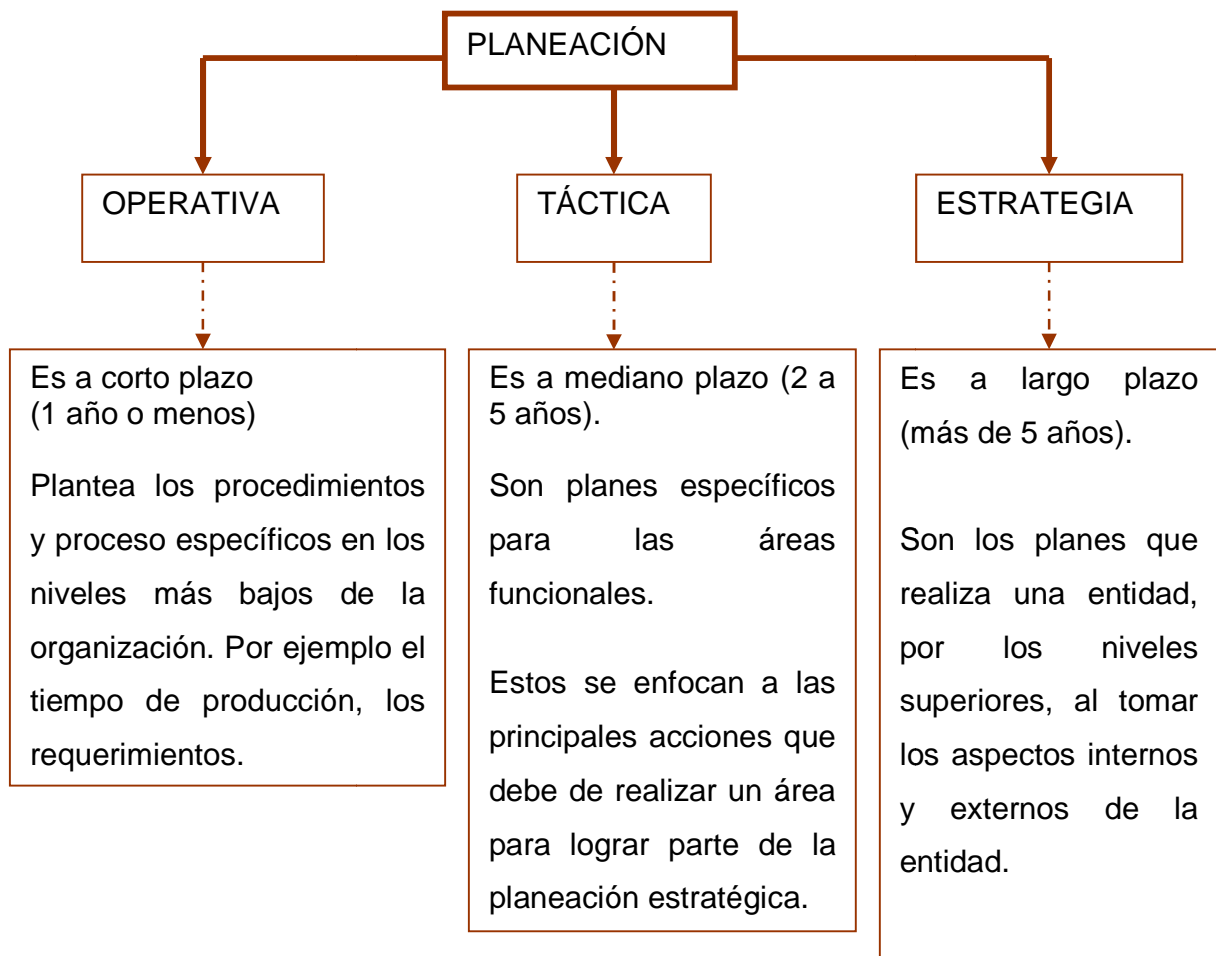 PLANEACIÓN
OPERATIVA
TÁCTICA
ESTRATEGIA
Es a corto plazo
(1 año o menos)
Plantea los procedimientos
y proceso específicos en los
niveles más bajos de la
organización. Por ejemplo el
tiempo de producción, los
requerimientos.
Es a mediano plazo (2 a
5 años).
Son planes específicos
para las áreas
funcionales.
Estos se enfocan a las
principales acciones que
debe de realizar un área
para lograr parte de la
planeación estratégica.
Es a largo plazo
(más de 5 años).
Son los planes que
realiza una entidad,
por los niveles
superiores, al tomar
los aspectos internos
y externos de la
entidad.